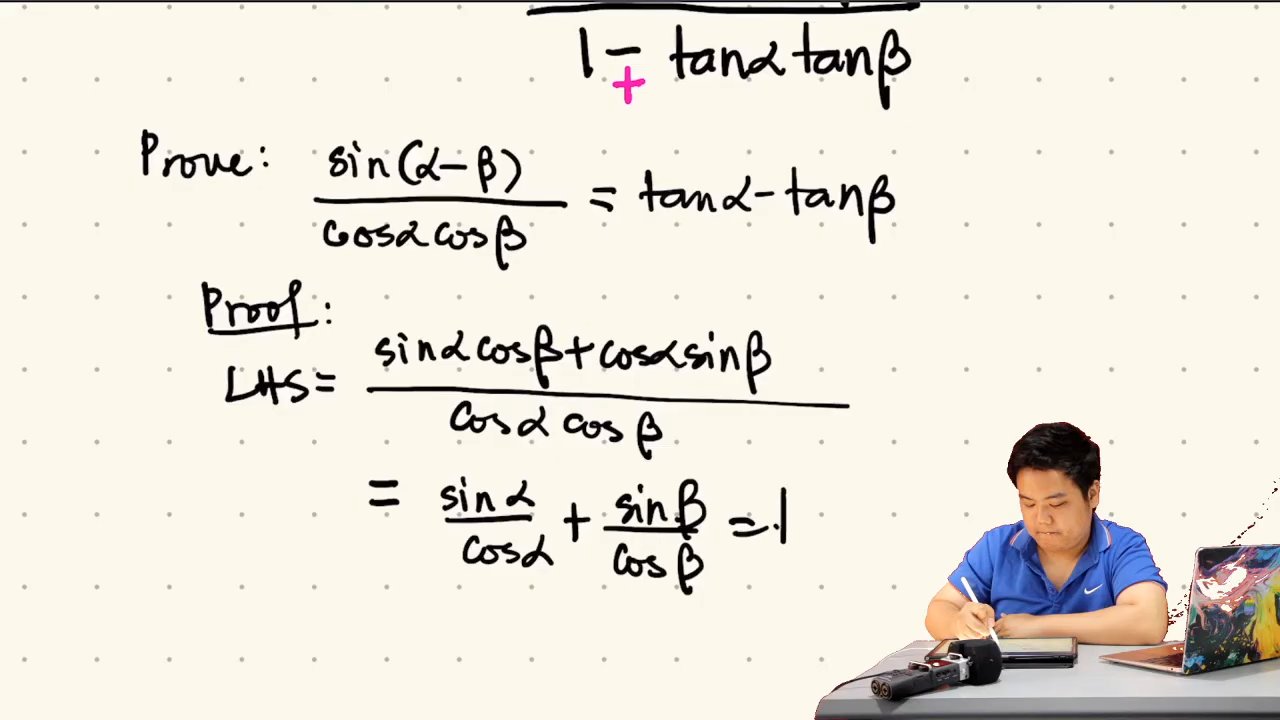 1 - tanα tanβ
+
Prove: sin(α-β) / cosα cosβ = tanα - tanβ
Proof:
LHS = sinα cosβ + cosα sinβ / cosα cos β
= sinα / cosα + sinβ / cosβ =